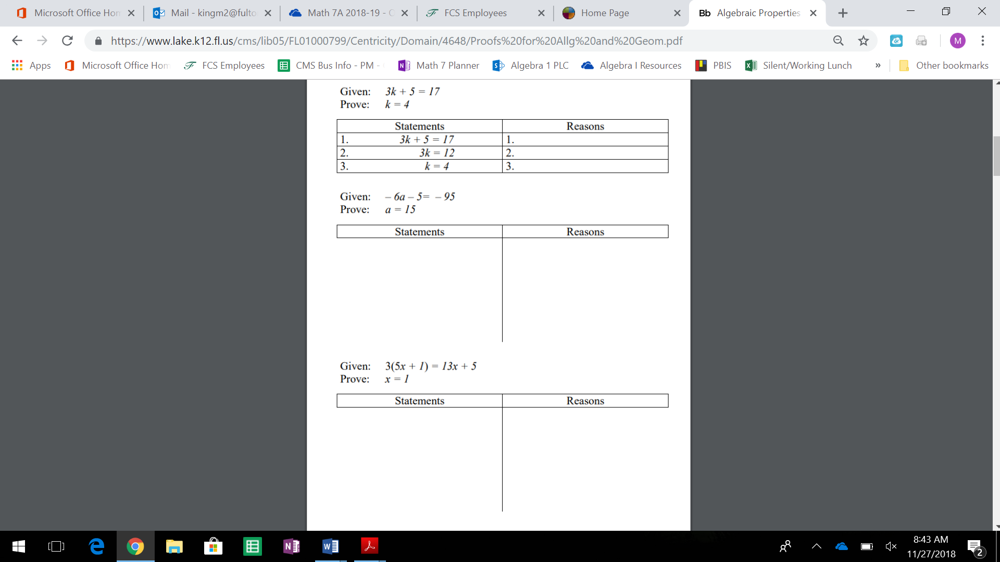 Microsoft Office Hon
Mail - kingm2@fulto
Math 7A 2018-19 - O
FCS Employees
Home Page
Bb Algebraic Properties
https://www.lake.k12.fl.us/cms/lib05/FL01000799/Centricity/Domain/4648/Proofs%20for%20Allg%20and%20Geom.pdf
M
Apps
Microsoft Office Hom
FCS Employees
CMS Bus Info - PM -
Math 7 Planner
Algebra 1 PLC
Algebra I Resources
PBIS
Silent/Working Lunch
»
Other bookmarks
Given: 3k + 5 = 17
Prove: k = 4
Statements Reasons
1. 3k + 5 = 17 1.
2. 3k = 12 2.
3. k = 4 3.
Given: – 6a – 5= – 95
Prove: a = 15
Statements Reasons
Given: 3(5x + 1) = 13x + 5
Prove: x = 1
Statements Reasons
8:43 AM
11/27/2018
2